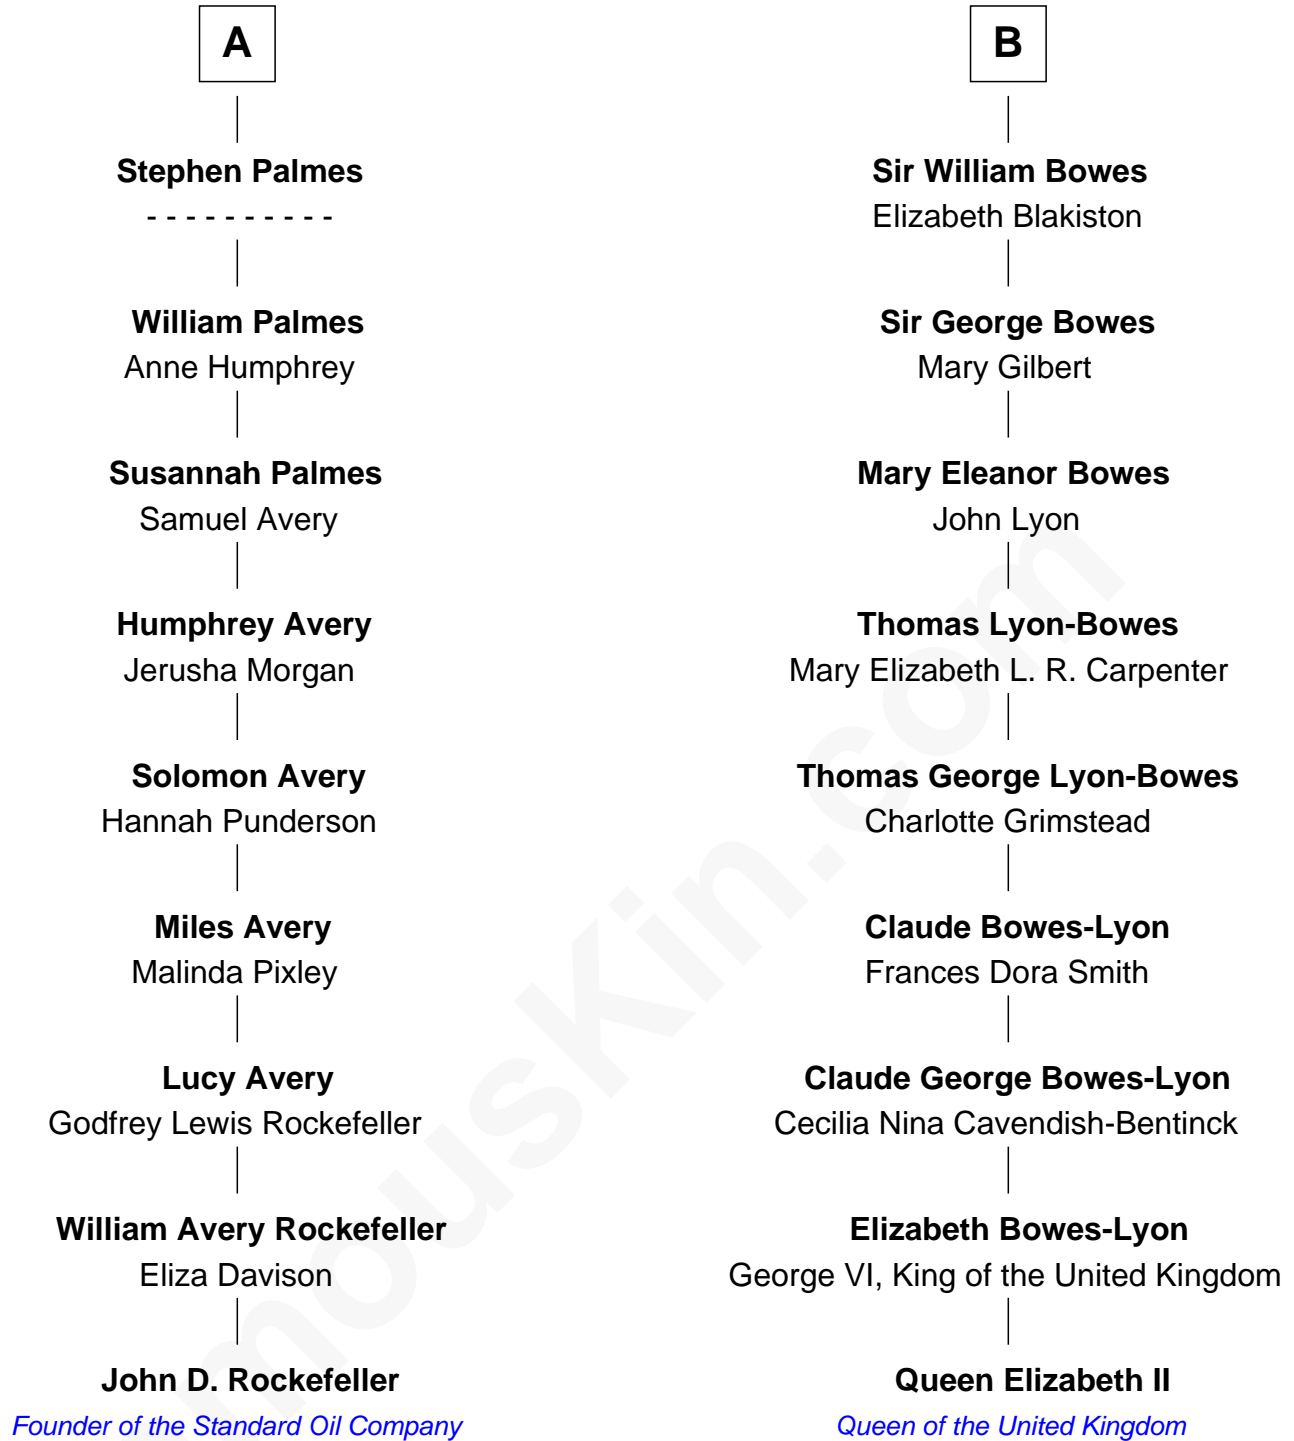 A
Stephen Palmes
- - - - - - - - - -
William Palmes
Anne Humphrey
Susannah Palmes
Samuel Avery
Humphrey Avery
Jerusha Morgan
Solomon Avery
Hannah Punderson
Miles Avery
Malinda Pixley
Lucy Avery
Godfrey Lewis Rockefeller
William Avery Rockefeller
Eliza Davison
John D. Rockefeller
Founder of the Standard Oil Company
B
Sir William Bowes
Elizabeth Blakiston
Sir George Bowes
Mary Gilbert
Mary Eleanor Bowes
John Lyon
Thomas Lyon-Bowes
Mary Elizabeth L. R. Carpenter
Thomas George Lyon-Bowes
Charlotte Grimstead
Claude Bowes-Lyon
Frances Dora Smith
Claude George Bowes-Lyon
Cecilia Nina Cavendish-Bentinck
Elizabeth Bowes-Lyon
George VI, King of the United Kingdom
Queen Elizabeth II
Queen of the United Kingdom
mousKin.com